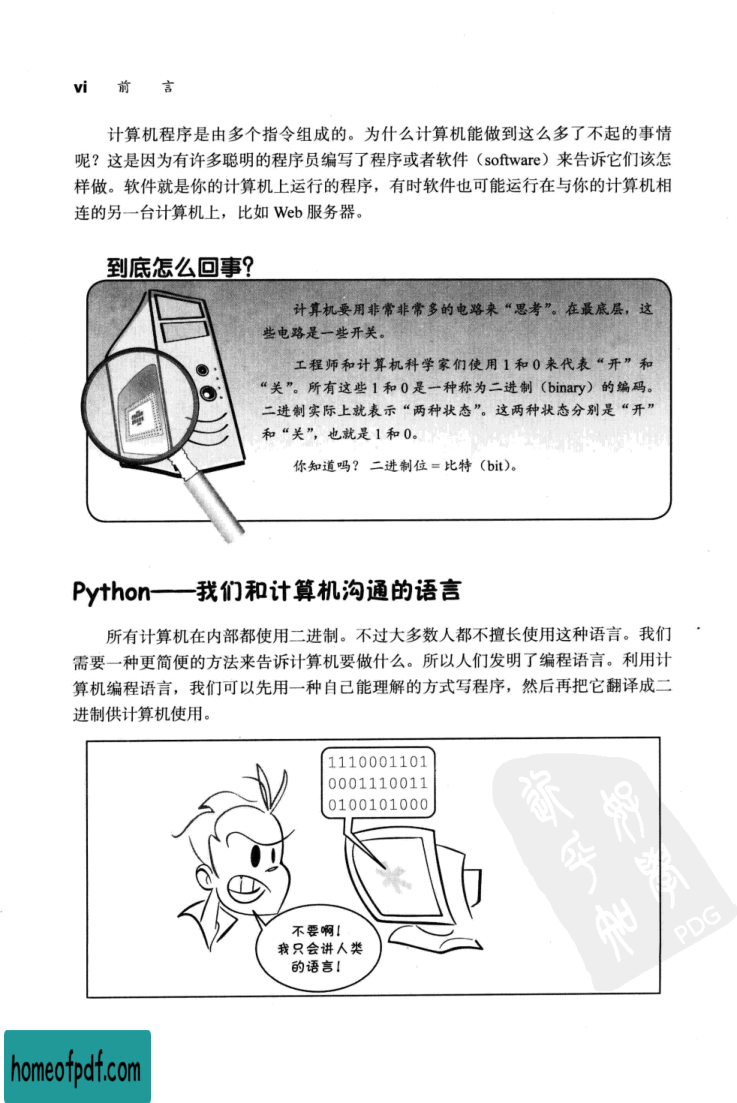 vi 前 言
计算机程序是由多个指令组成的。为什么计算机能做到这么多了不起的事情
呢？这是因为有许多聪明的程序员编写了程序或者软件（software）来告诉它们该怎
样做。软件就是你的计算机上运行的程序，有时软件也可能运行在与你的计算机相
连的另一台计算机上，比如 Web 服务器。
到底怎么回事？
计算机要用非常非常多的电路来“思考”。在最底层，这
些电路是一些开关。
工程师和计算机科学家们使用 1 和 0 来代表“开”和
“关”。所有这些 1 和 0 是一种称为二进制（binary）的编码。
二进制实际上就表示“两种状态”。这两种状态分别是“开”
和“关”，也就是 1 和 0。
你知道吗？ 二进制位 = 比特（bit）。
Python——我们和计算机沟通的语言
所有计算机在内部都使用二进制。不过大多数人都不擅长使用这种语言。我们
需要一种更简便的方法来告诉计算机要做什么。所以人们发明了编程语言。利用计
算机编程语言，我们可以先用一种自己能理解的方式写程序，然后再把它翻译成二
进制供计算机使用。
1110001101
0001110011
0100101000
不要啊！
我只会讲人类
的语言！
PDG
homeofpdf.com